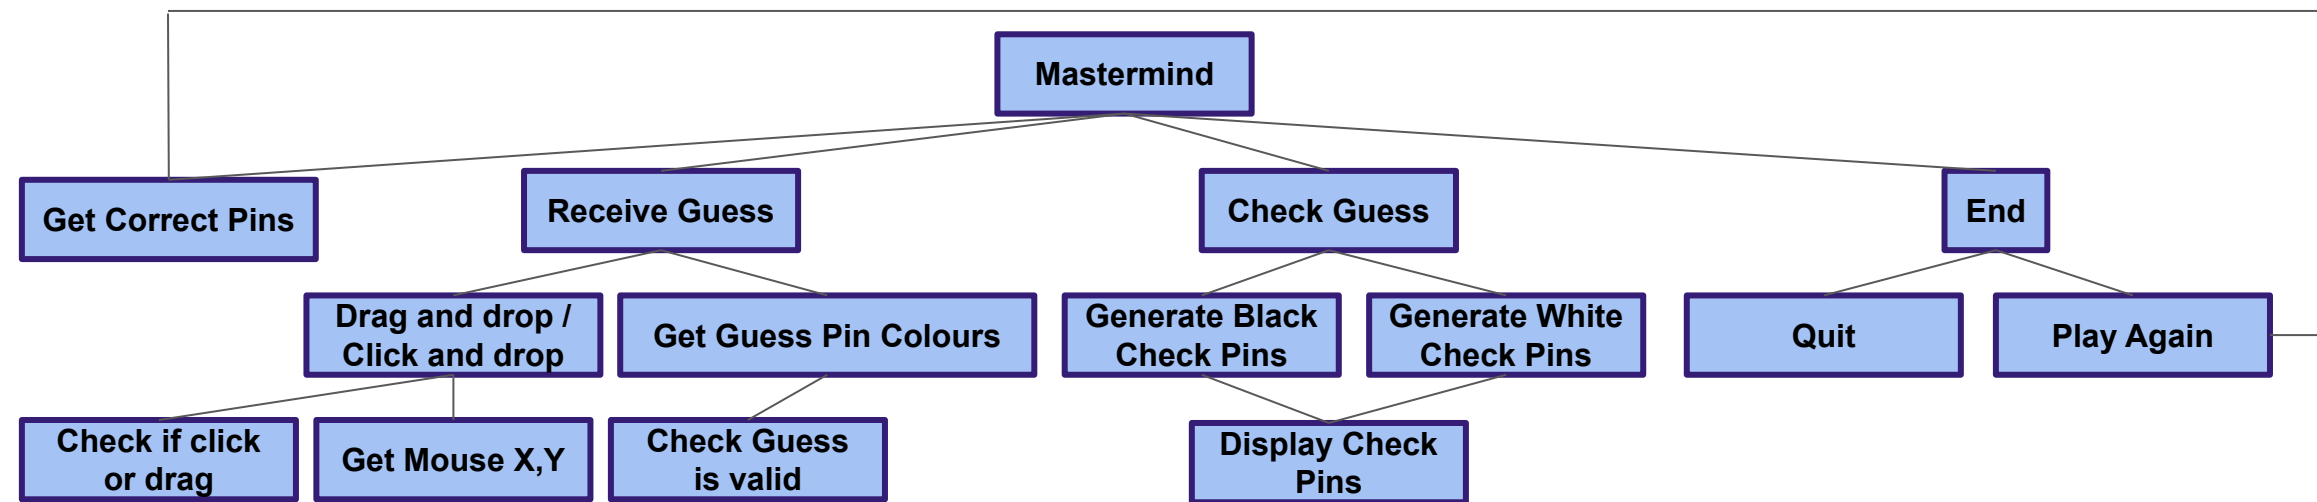 Mastermind
Get Correct Pins
Receive Guess
Check Guess
End
Drag and drop /
Click and drop
Get Guess Pin Colours
Generate Black
Check Pins
Generate White
Check Pins
Quit
Play Again
Check if click
or drag
Get Mouse X,Y
Check Guess
is valid
Display Check
Pins